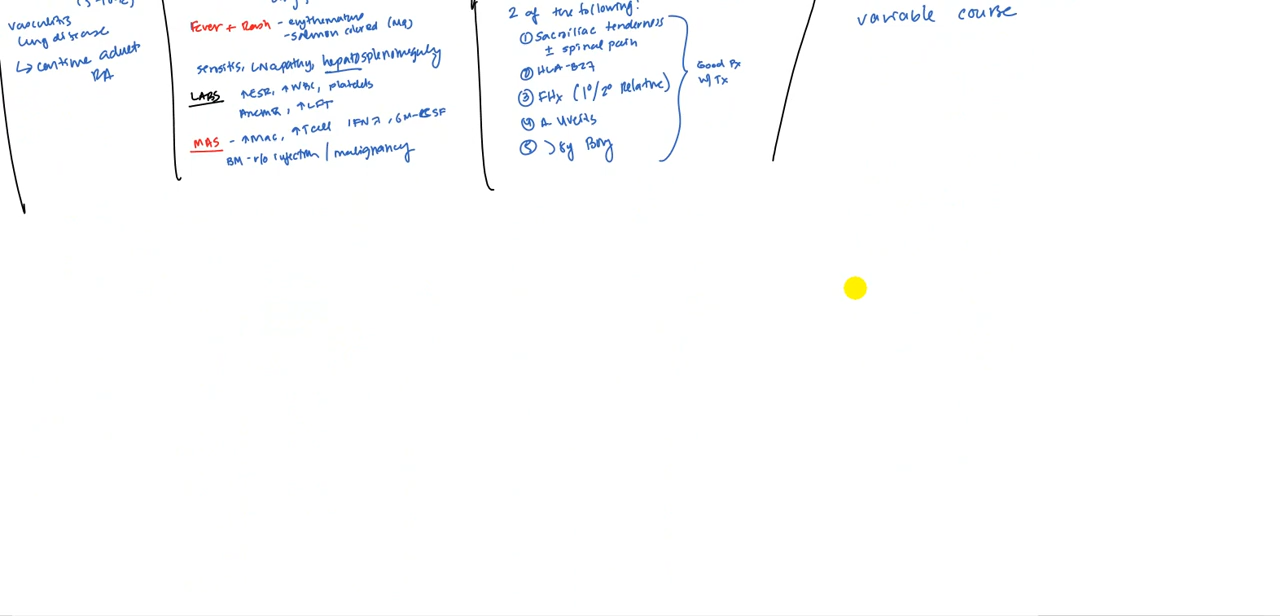 vasculitis
lung disease
↳ continue adult
RA
Fever + Rash - erythematous
- salmon colored (MQ)
serositis, LNapathy, hepatosplenomegaly
LABS ↑ESR, ↑WBC, platelets
Anemia, ↑LFT
MAS - ↑Mac, ↑T cell IFNγ, GM-CSF
BM - r/o infection / malignancy
2 of the following:
① Sacroiliac tenderness
± spinal pain
② HLA-B27
③ FHx (1°/2° Relative)
④ A. Uveitis
⑤ > 6y Boy
Good Px
w/ Tx
variable course